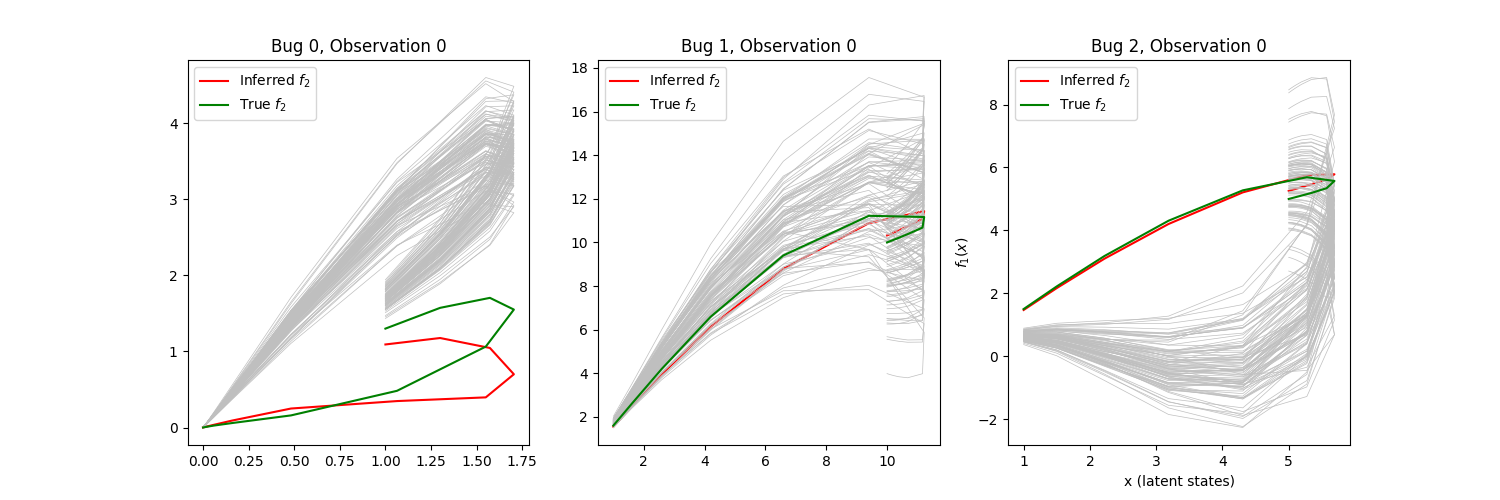 Bug 0, Observation 0
Inferred f₂
True f₂
4
3
2
1
0
0.00 0.25 0.50 0.75 1.00 1.25 1.50 1.75
Bug 1, Observation 0
Inferred f₂
True f₂
18
16
14
12
10
8
6
4
2
2 4 6 8 10
Bug 2, Observation 0
Inferred f₂
True f₂
f₁(x)
8
6
4
2
0
−2
1 2 3 4 5
x (latent states)